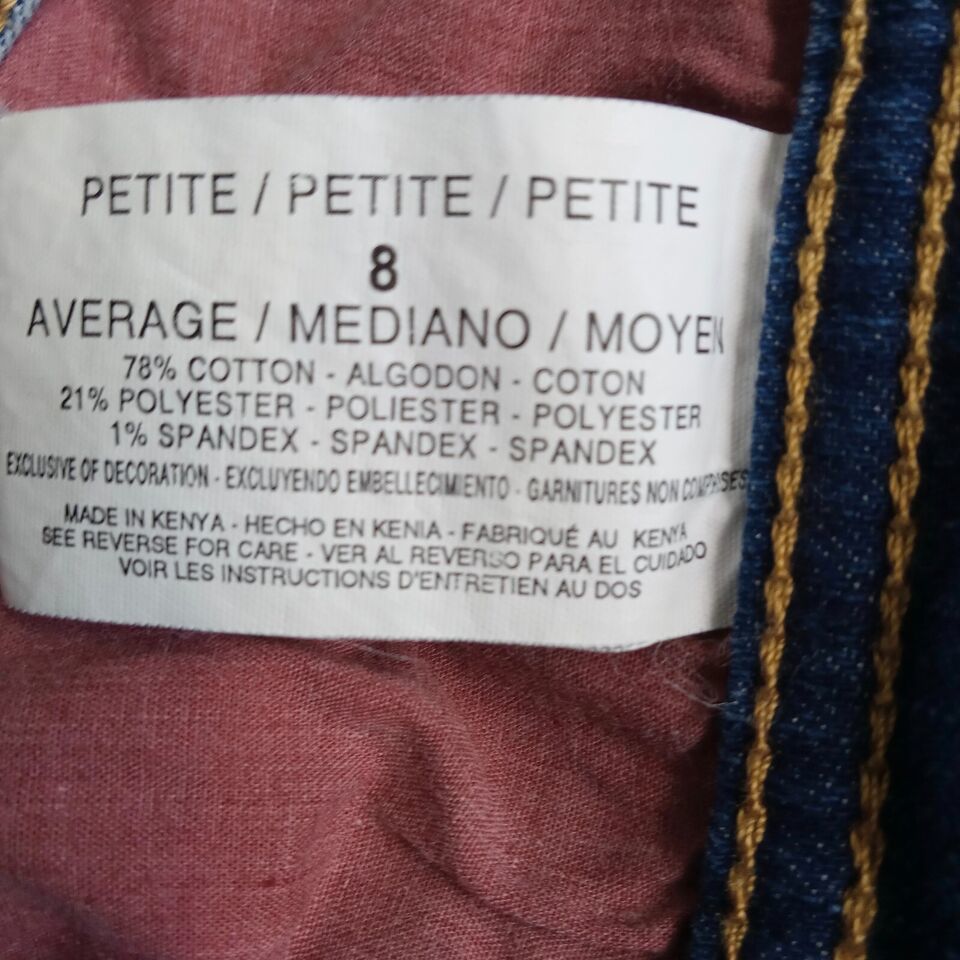 PETITE / PETITE / PETITE
8
AVERAGE / MEDIANO / MOYEN
78% COTTON - ALGODON - COTON
21% POLYESTER - POLIESTER - POLYESTER
1% SPANDEX - SPANDEX - SPANDEX
EXCLUSIVE OF DECORATION - EXCLUYENDO EMBELLECIMIENTO - GARNITURES NON COMPRISES
MADE IN KENYA - HECHO EN KENIA - FABRIQUÉ AU KENYA
SEE REVERSE FOR CARE - VER AL REVERSO PARA EL CUIDADO
VOIR LES INSTRUCTIONS D'ENTRETIEN AU DOS